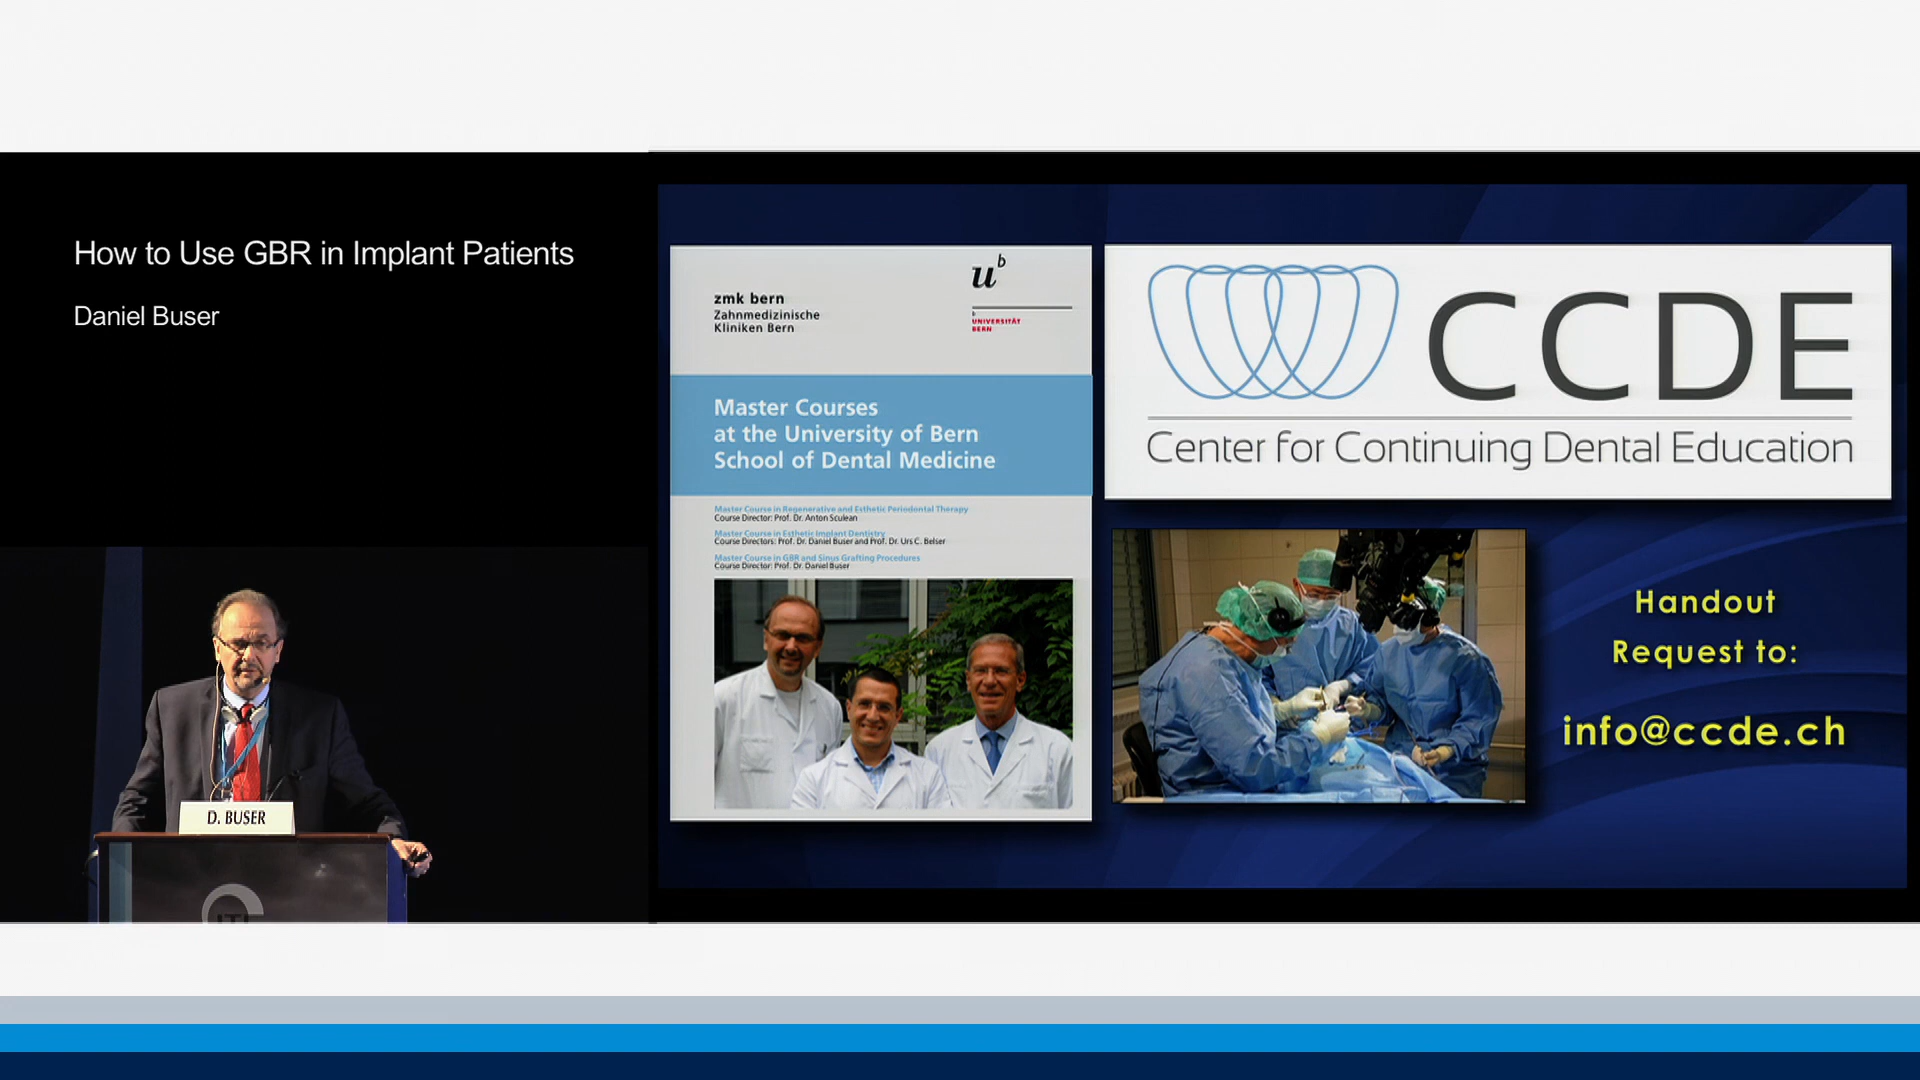 How to Use GBR in Implant Patients
Daniel Buser
D. BUSER
ITI
zmk bern
Zahnmedizinische
Kliniken Bern
u^b
b
UNIVERSITÄT
BERN
Master Courses
at the University of Bern
School of Dental Medicine
Master Course in Regenerative and Esthetic Periodontal Therapy
Course Director: Prof. Dr. Anton Sculean
Master Course in Esthetic Implant Dentistry
Course Directors: Prof. Dr. Daniel Buser and Prof. Dr. Urs C. Belser
Master Course in GBR and Sinus Grafting Procedures
Course Director: Prof. Dr. Daniel Buser
CCDE
Center for Continuing Dental Education
Handout
Request to:
info@ccde.ch